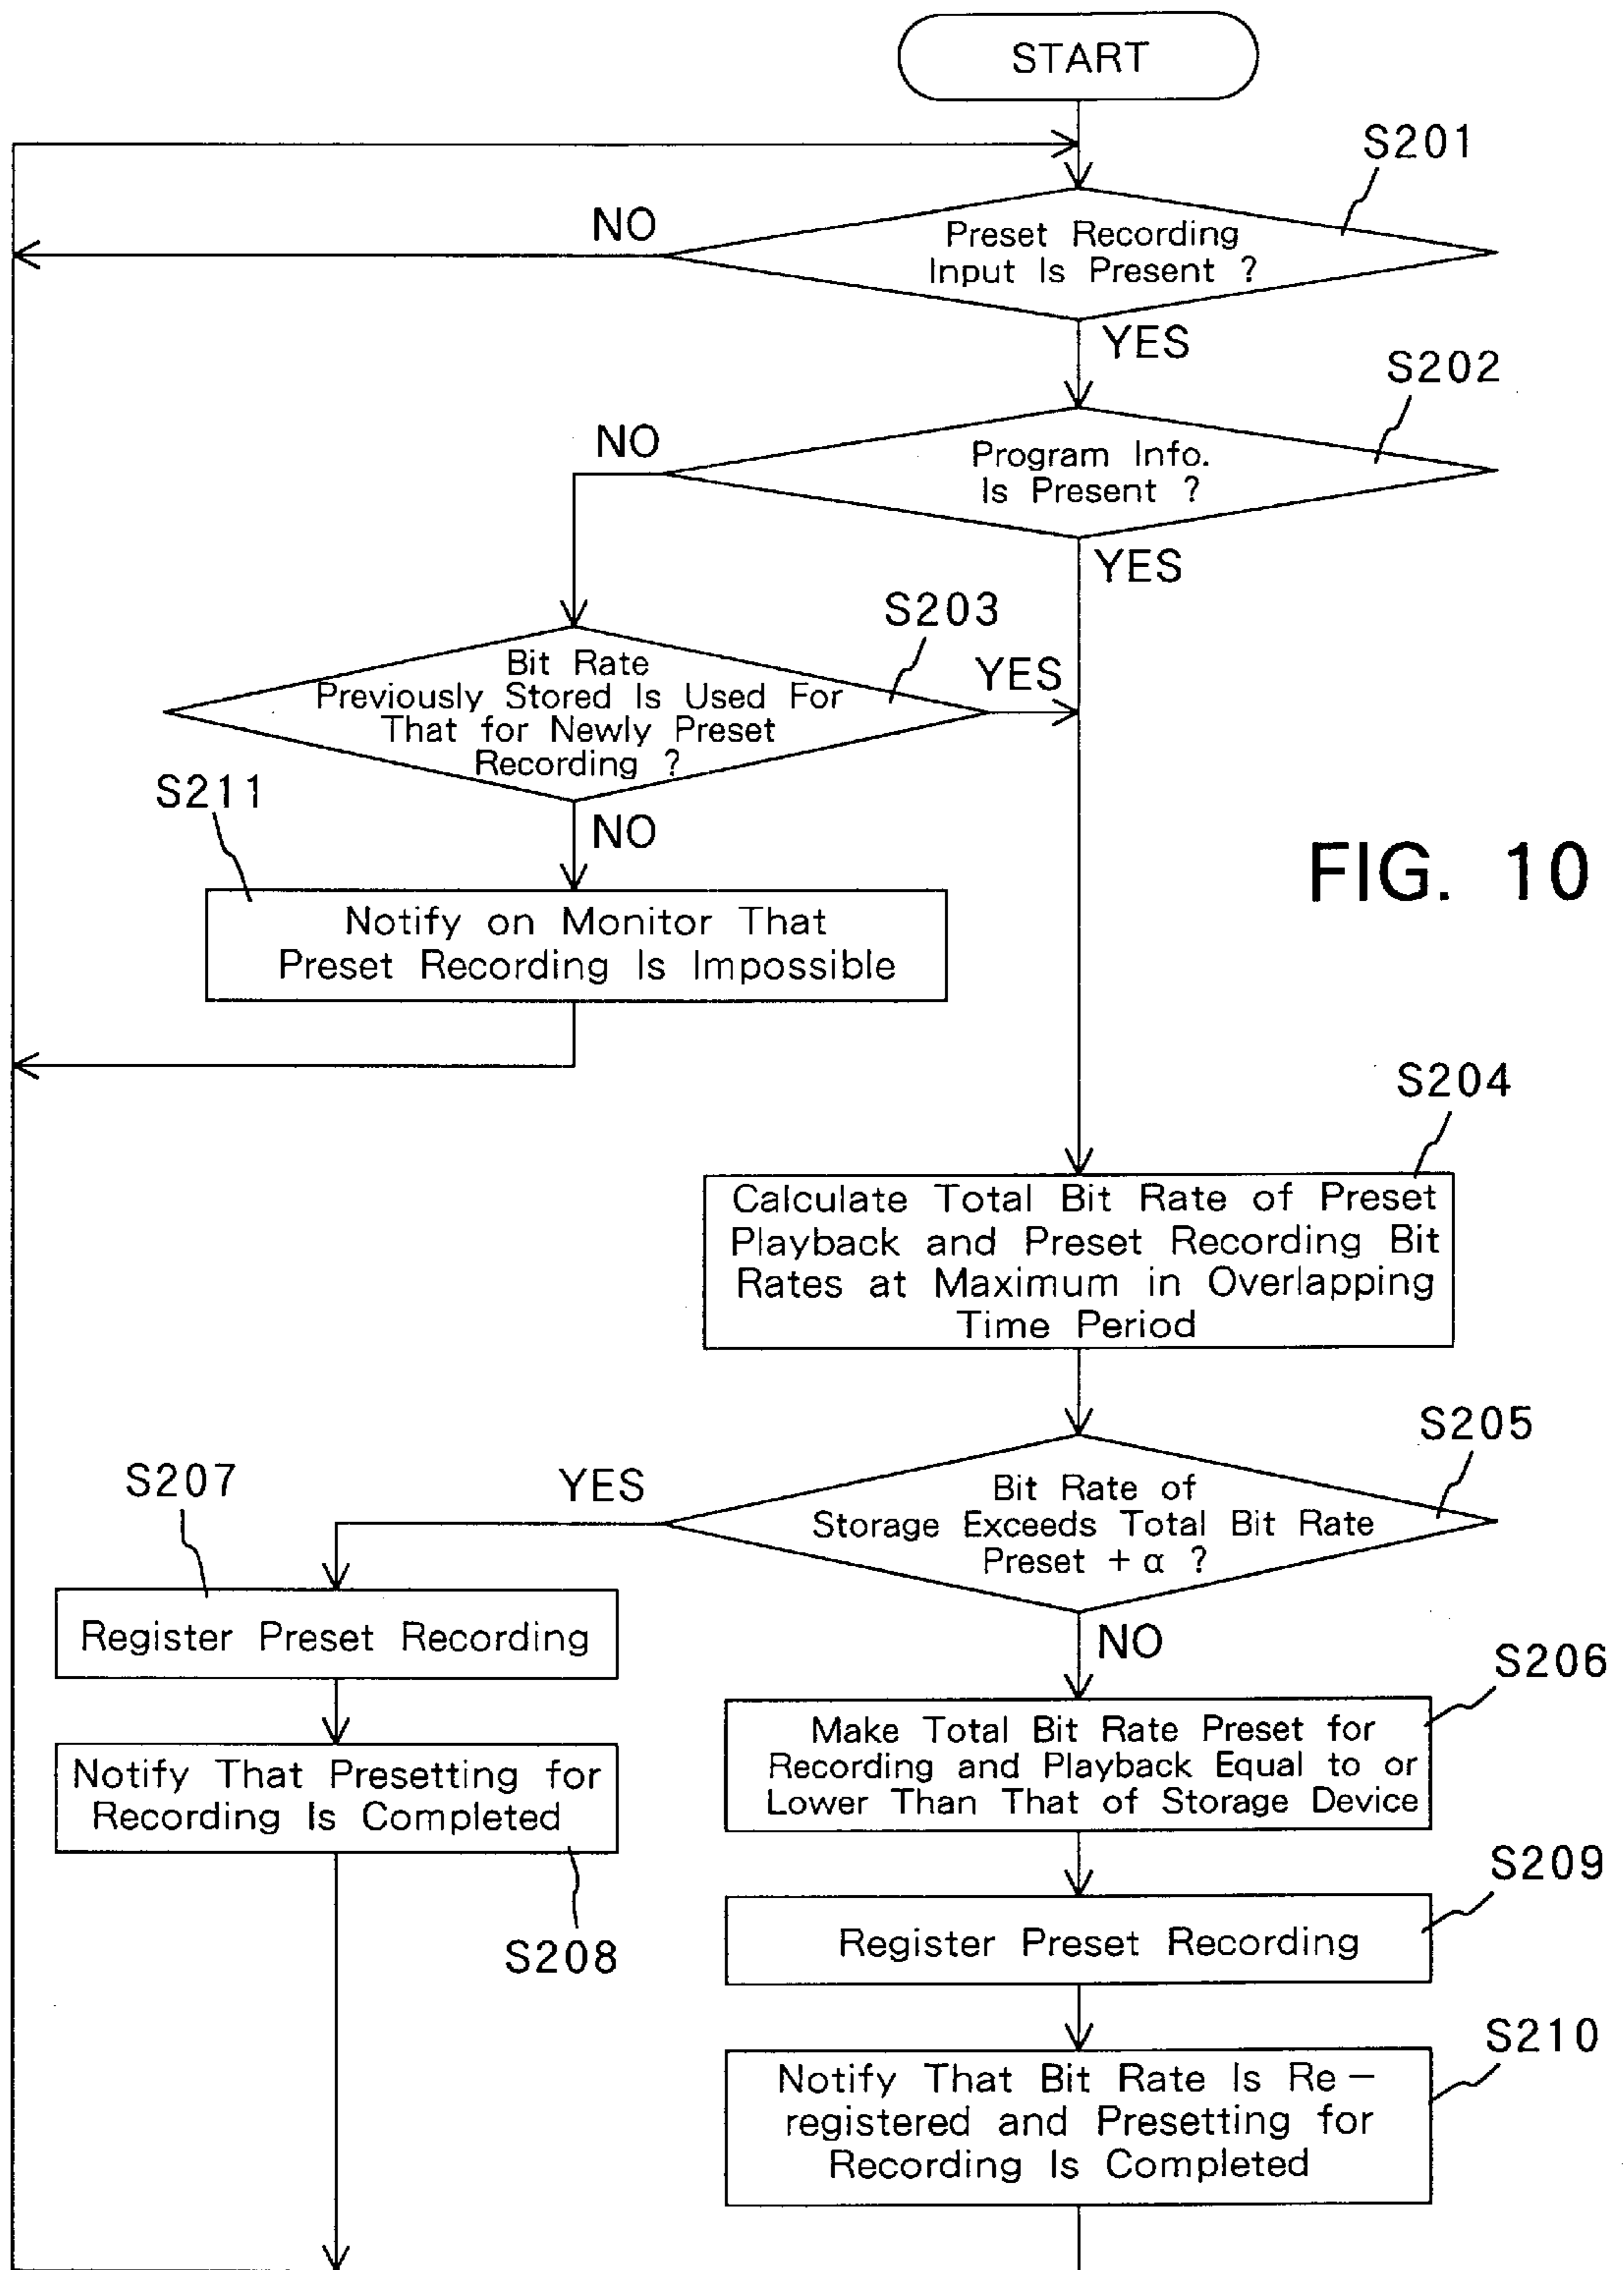 START
S201
NO
Preset Recording
Input Is Present ?
YES
S202
NO
Program Info.
Is Present ?
YES
S203
Bit Rate
Previously Stored Is Used For
That for Newly Preset
Recording ?
YES
S211
NO
FIG. 10
Notify on Monitor That
Preset Recording Is Impossible
S204
Calculate Total Bit Rate of Preset
Playback and Preset Recording Bit
Rates at Maximum in Overlapping
Time Period
S205
S207
YES
Bit Rate of
Storage Exceeds Total Bit Rate
Preset + α ?
Register Preset Recording
NO
S206
Make Total Bit Rate Preset for
Recording and Playback Equal to or
Lower Than That of Storage Device
Notify That Presetting for
Recording Is Completed
S208
S209
Register Preset Recording
S210
Notify That Bit Rate Is Re-
registered and Presetting for
Recording Is Completed